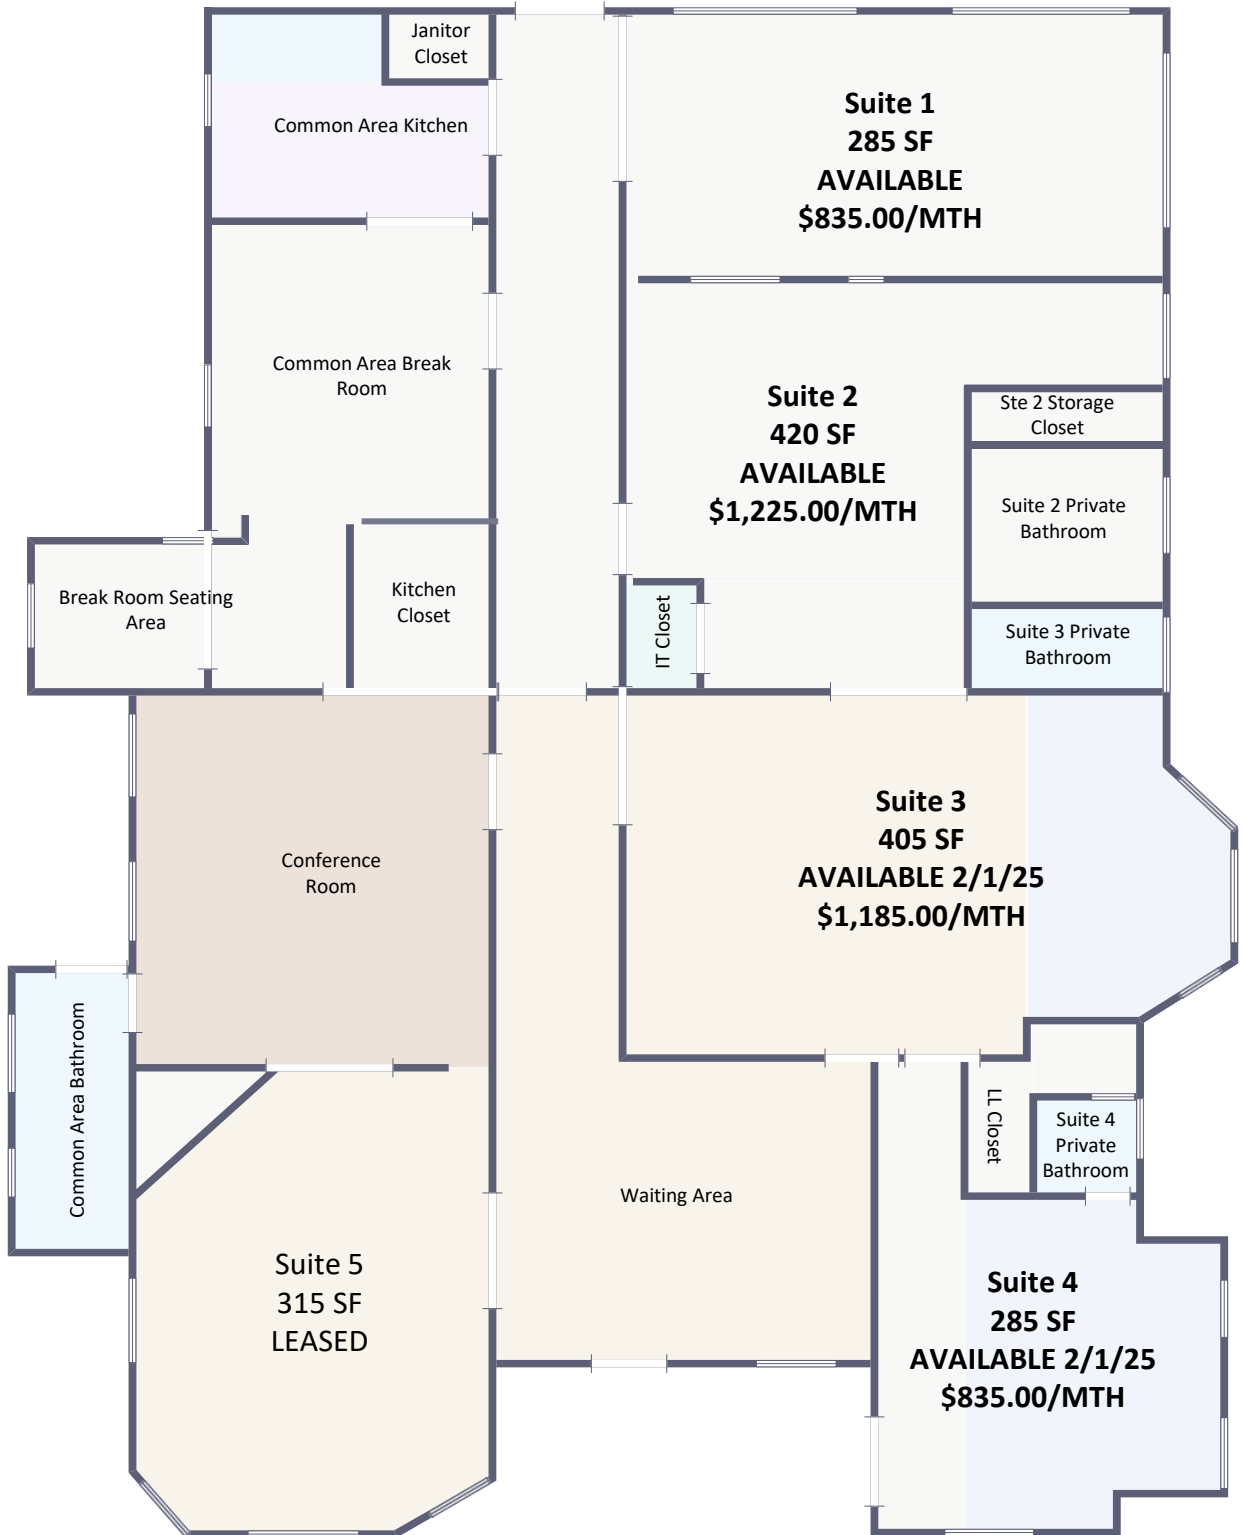 Janitor
Closet
Common Area Kitchen
Suite 1
285 SF
AVAILABLE
$835.00/MTH
Common Area Break
Room
Suite 2
420 SF
AVAILABLE
$1,225.00/MTH
Ste 2 Storage
Closet
Suite 2 Private
Bathroom
Break Room Seating
Area
Kitchen
Closet
IT Closet
Suite 3 Private
Bathroom
Conference
Room
Suite 3
405 SF
AVAILABLE 2/1/25
$1,185.00/MTH
Common Area Bathroom
LL Closet
Suite 4
Private
Bathroom
Waiting Area
Suite 5
315 SF
LEASED
Suite 4
285 SF
AVAILABLE 2/1/25
$835.00/MTH